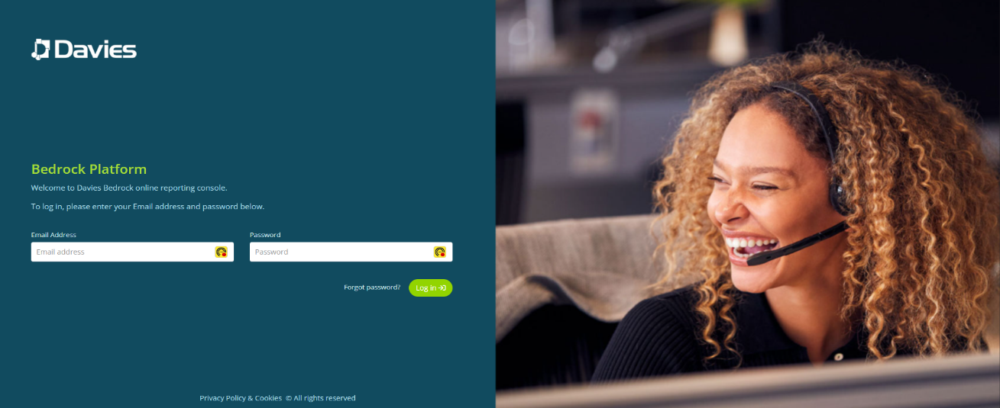 Davies
Bedrock Platform
Welcome to Davies Bedrock online reporting console.
To log in, please enter your Email address and password below.
Email Address
Password
Email address
Password
Forgot password?
Log in
Privacy Policy & Cookies © All rights reserved